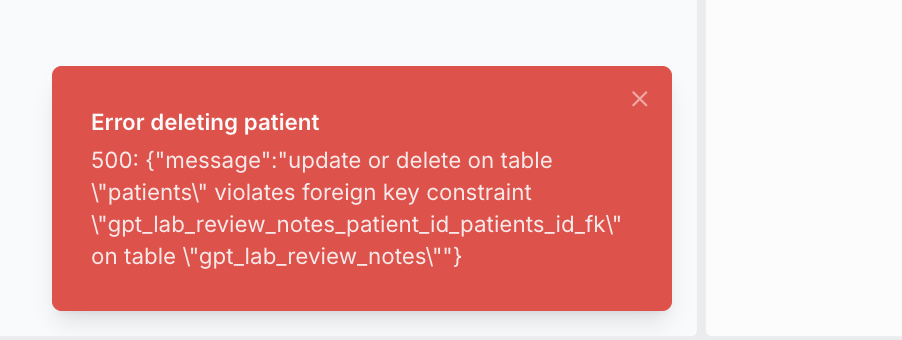 Error deleting patient
500: {"message":"update or delete on table
\"patients\" violates foreign key constraint
\"gpt_lab_review_notes_patient_id_patients_id_fk\"
on table \"gpt_lab_review_notes\""}